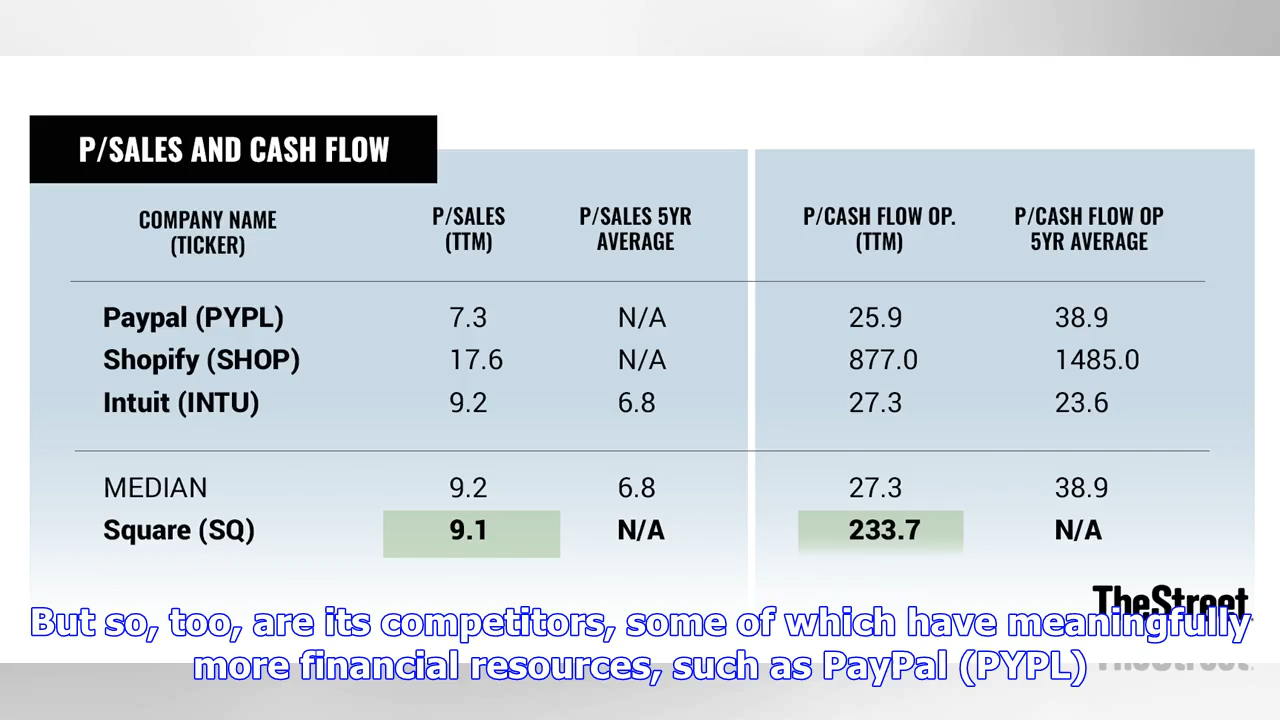 P/SALES AND CASH FLOW
COMPANY NAME (TICKER) P/SALES (TTM) P/SALES 5YR AVERAGE P/CASH FLOW OP. (TTM) P/CASH FLOW OP 5YR AVERAGE
Paypal (PYPL) 7.3 N/A 25.9 38.9
Shopify (SHOP) 17.6 N/A 877.0 1485.0
Intuit (INTU) 9.2 6.8 27.3 23.6
MEDIAN 9.2 6.8 27.3 38.9
Square (SQ) 9.1 N/A 233.7 N/A
TheStreet
But so, too, are its competitors, some of which have meaningfully
more financial resources, such as PayPal (PYPL)
TheStreet.